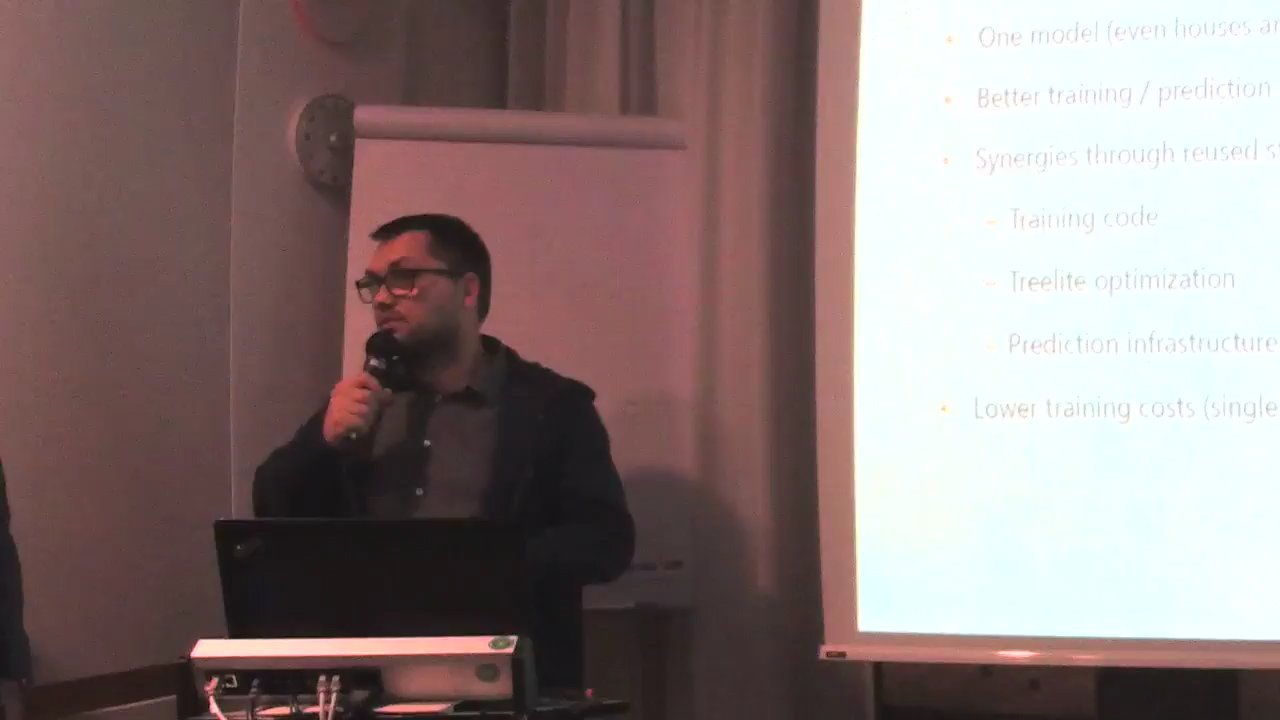 • One model (even houses
• Better training / prediction
• Synergies through reused
– Training code
– Treelite optimization
– Prediction infrastructure
• Lower training costs (single